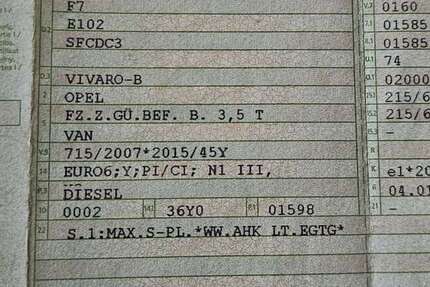 F7 0160
E102 01585
SFCDC3 01585
74
VIVARO-B 02000
OPEL 215/6
FZ.Z.GÜ.BEF. B. 3,5 T 215/6
VAN -
715/2007*2015/45Y
EURO6;Y;PI/CI; N1 III, e1*20
DIESEL 04.01
0002 36Y0 01598 -
S.1:MAX.S-PL.*WW.AHK LT.EGTG*